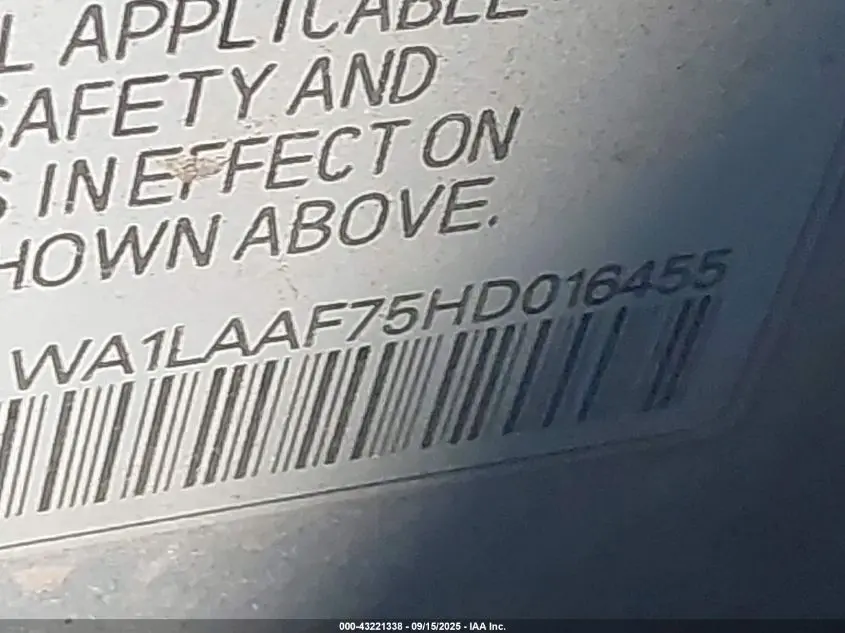 L APPLICABLE
SAFETY AND
S IN EFFECT ON
HOWN ABOVE.
WA1LAAF75HD016455
000-43221338 - 09/15/2025 - IAA Inc.